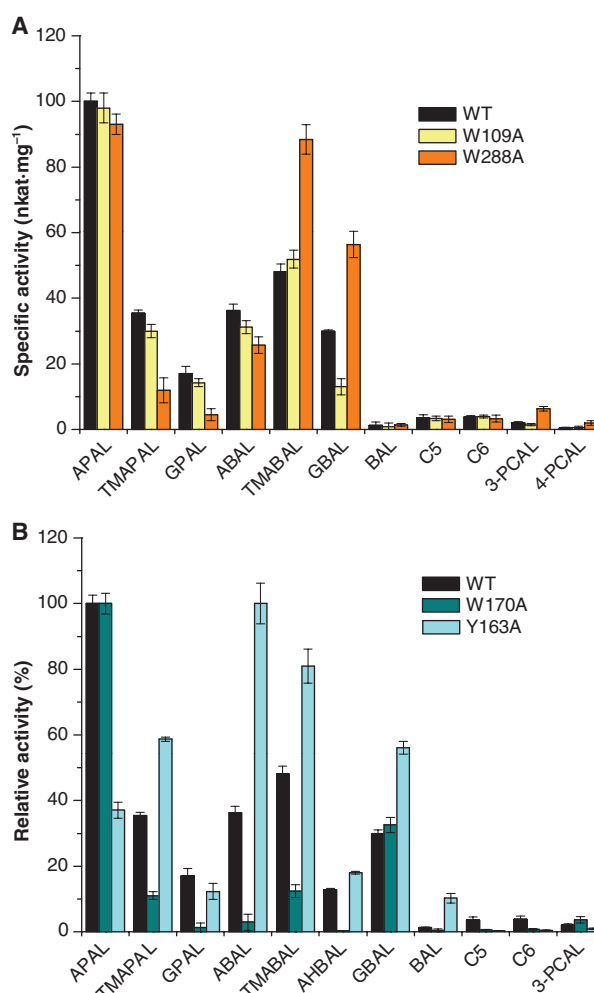 A
120
100
80
60
40
20
0
Specific activity (nkat·mg⁻¹)
WT
W109A
W288A
APAL
TMAPAL
GPAL
ABAL
TMABAL
GBAL
BAL
C5
C6
3-PCAL
4-PCAL
B
120
100
80
60
40
20
0
Relative activity (%)
WT
W170A
Y163A
APAL
TMAPAL
GPAL
ABAL
TMABAL
AHBAL
GBAL
BAL
C5
C6
3-PCAL